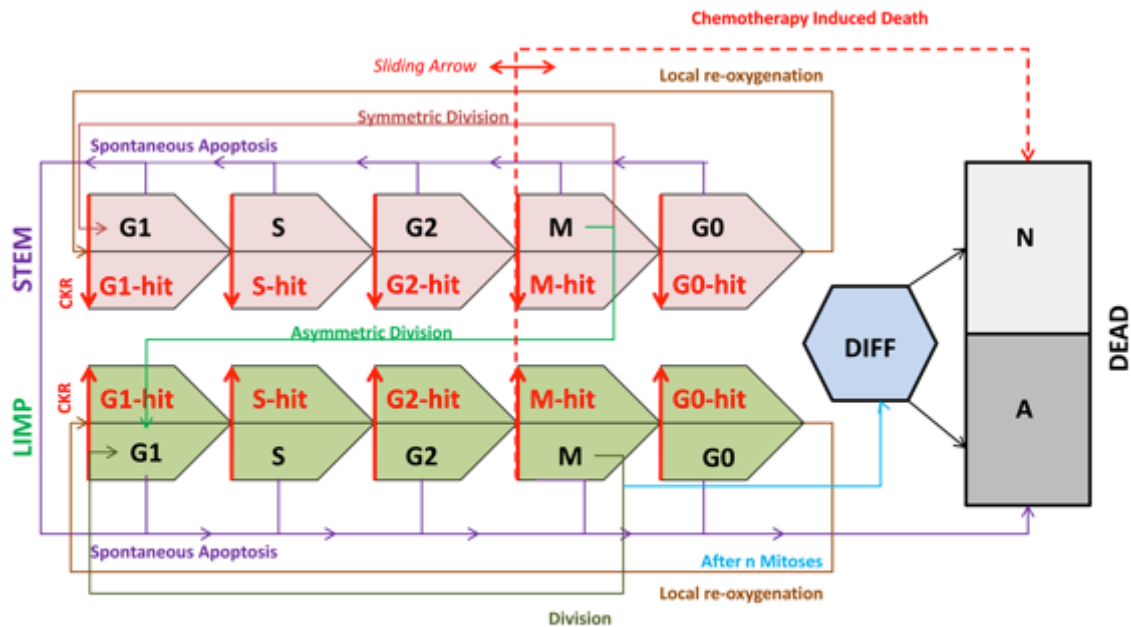 Chemotherapy Induced Death
Sliding Arrow
Local re-oxygenation
Symmetric Division
Spontaneous Apoptosis
STEM
G1
S
G2
M
G0
CKR
G1-hit
S-hit
G2-hit
M-hit
G0-hit
N
Asymmetric Division
DIFF
DEAD
LIMP
CKR
G1-hit
S-hit
G2-hit
M-hit
G0-hit
G1
S
G2
M
G0
A
Spontaneous Apoptosis
After n Mitoses
Local re-oxygenation
Division